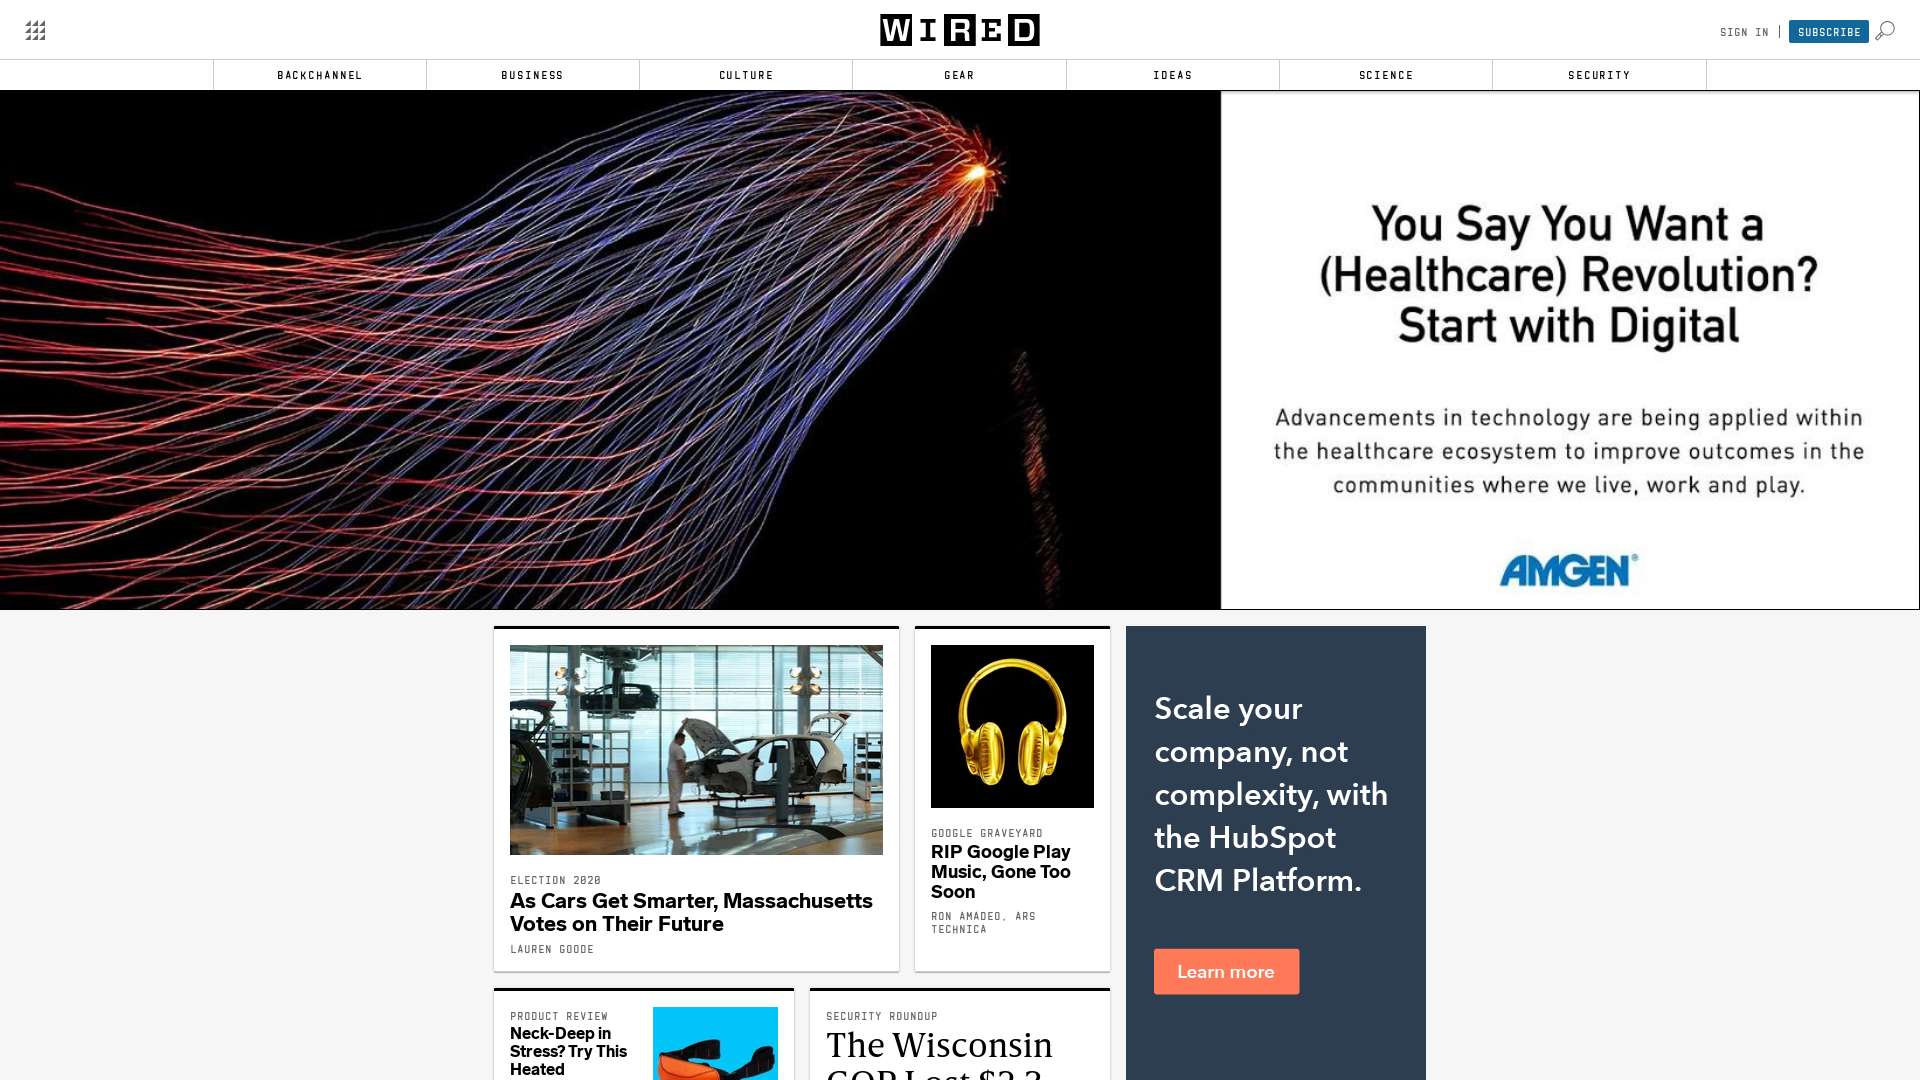 WIRED
SIGN IN
SUBSCRIBE
BACKCHANNEL
BUSINESS
CULTURE
GEAR
IDEAS
SCIENCE
SECURITY
You Say You Want a
(Healthcare) Revolution?
Start with Digital
Advancements in technology are being applied within
the healthcare ecosystem to improve outcomes in the
communities where we live, work and play.
AMGEN®
ELECTION 2020
As Cars Get Smarter, Massachusetts
Votes on Their Future
LAUREN GOODE
GOOGLE GRAVEYARD
RIP Google Play
Music, Gone Too
Soon
RON AMADEO, ARS
TECHNICA
Scale your
company, not
complexity, with
the HubSpot
CRM Platform.
Learn more
PRODUCT REVIEW
Neck-Deep in
Stress? Try This
Heated
SECURITY ROUNDUP
The Wisconsin
GOP Lost $2.3